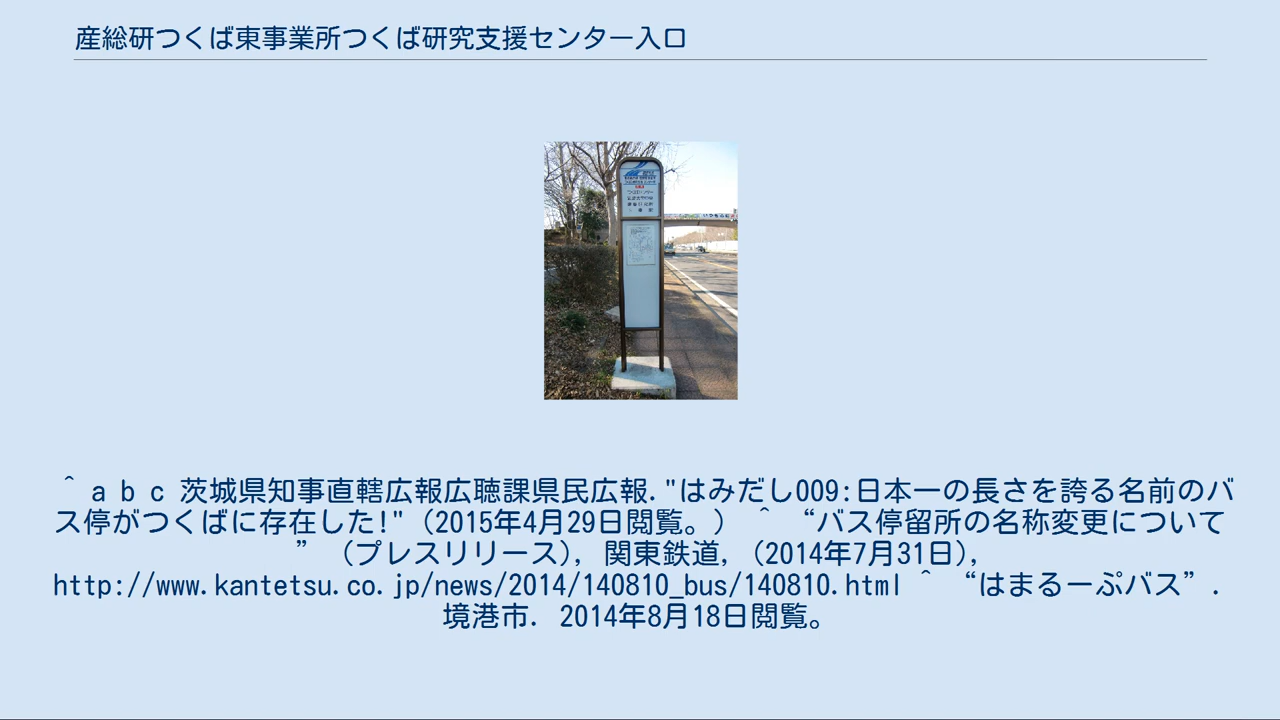 産総研つくば東事業所つくば研究支援センター入口
^ a b c 茨城県知事直轄広報広聴課県民広報."はみだし009:日本一の長さを誇る名前のバ
ス停がつくばに存在した!"（2015年4月29日閲覧。） ^ “バス停留所の名称変更について
” （プレスリリース）, 関東鉄道, （2014年7月31日）,
http://www.kantetsu.co.jp/news/2014/140810_bus/140810.html ^ “はまるーぷバス”.
境港市. 2014年8月18日閲覧。